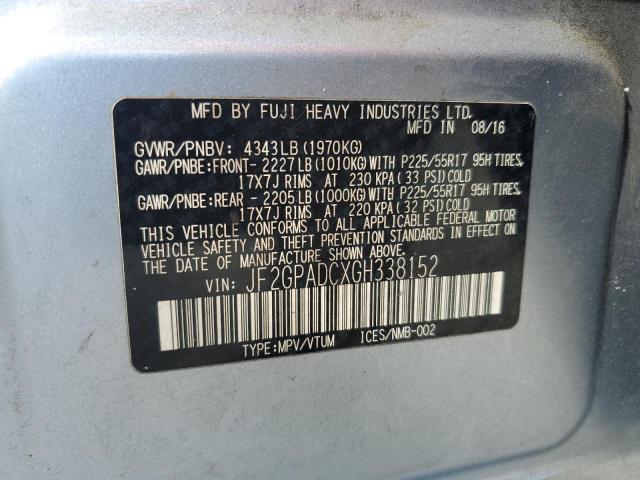 MFD BY FUJI HEAVY INDUSTRIES LTD.
MFD IN 08/16
GVWR/PNBV: 4343LB (1970KG)
GAWR/PNBE:FRONT-2227LB(1010KG)WITH P225/55R17 95H TIRES,
17X7J RIMS AT 230 KPA( 33 PSI)COLD
GAWR/PNBE:REAR -2205LB(1000KG)WITH P225/55R17 95H TIRES,
17X7J RIMS AT 220 KPA( 32 PSI)COLD
THIS VEHICLE CONFORMS TO ALL APPLICABLE FEDERAL MOTOR
VEHICLE SAFETY AND THEFT PREVENTION STANDARDS IN EFFECT
ON THE DATE OF MANUFACTURE SHOWN ABOVE.
VIN: JF2GPADCXGH338152
TYPE:MPV/VTUM ICES/NMB-002